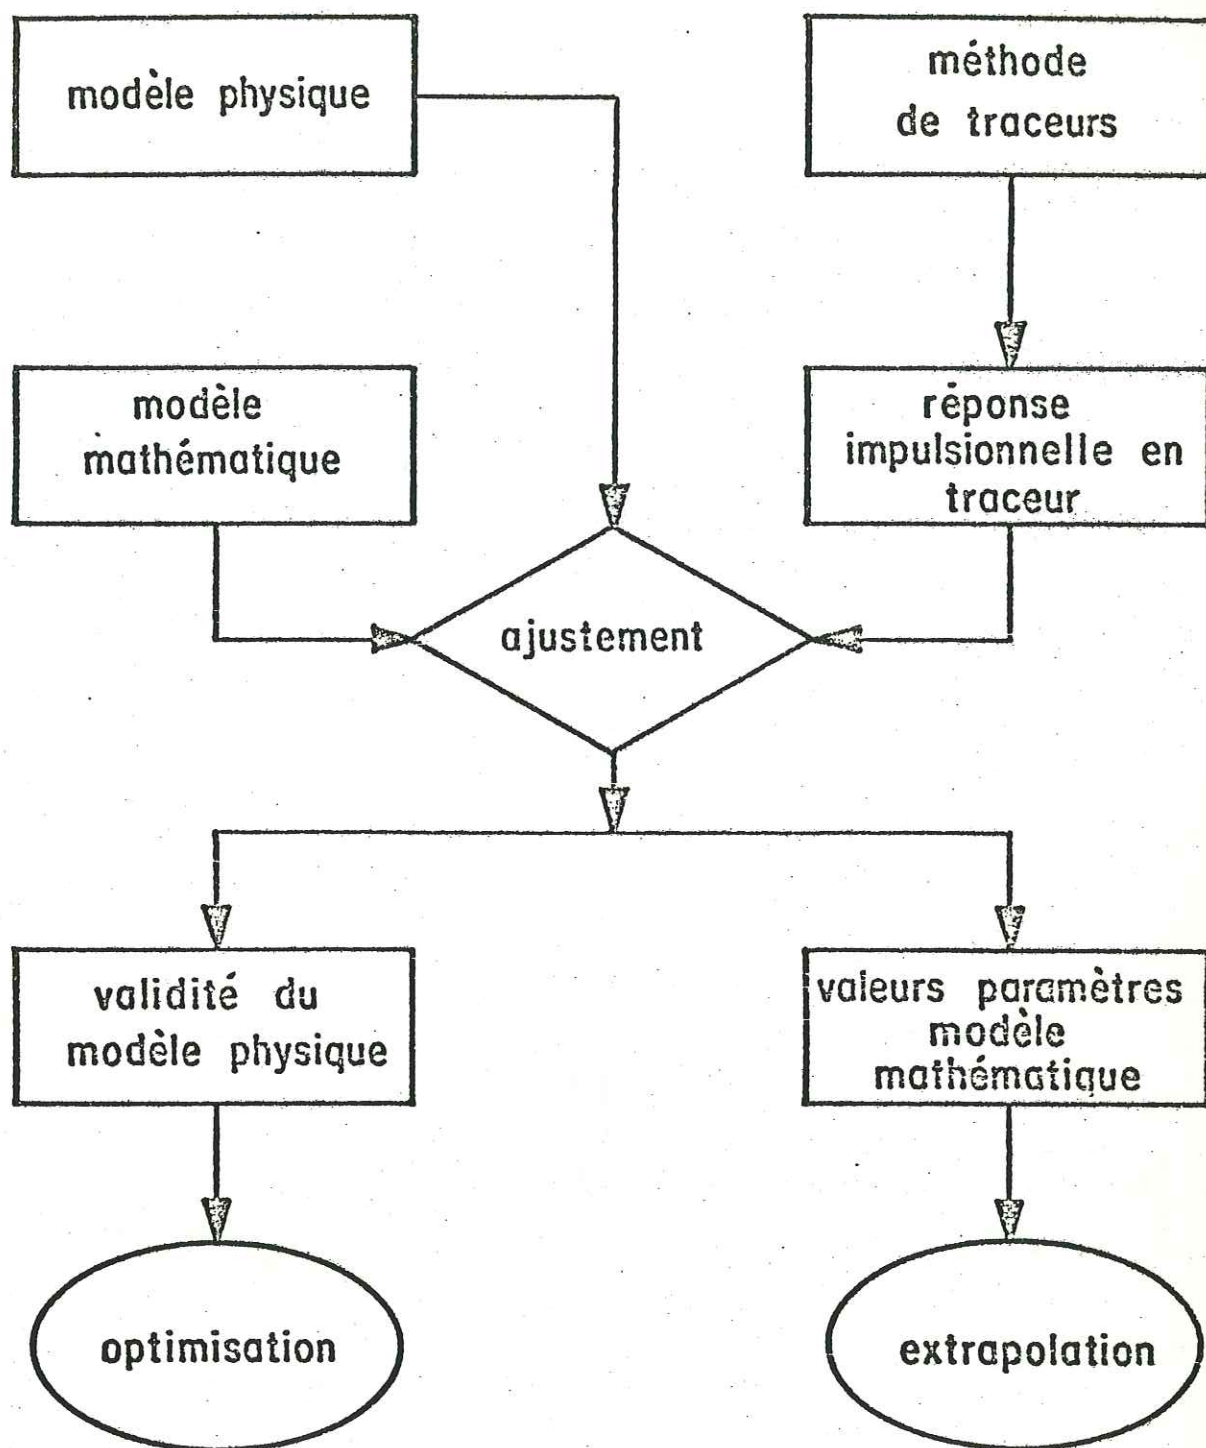 modèle physique
méthode
de traceurs
modèle
mathématique
réponse
impulsionnelle en
traceur
ajustement
validité du
modèle physique
valeurs paramètres
modèle
mathématique
optimisation
extrapolation